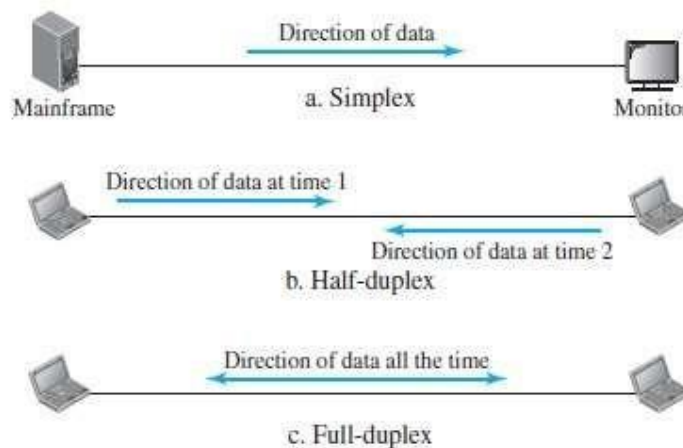 Direction of data
Mainframe
a. Simplex
Monito
Direction of data at time 1
Direction of data at time 2
b. Half-duplex
Direction of data all the time
c. Full-duplex